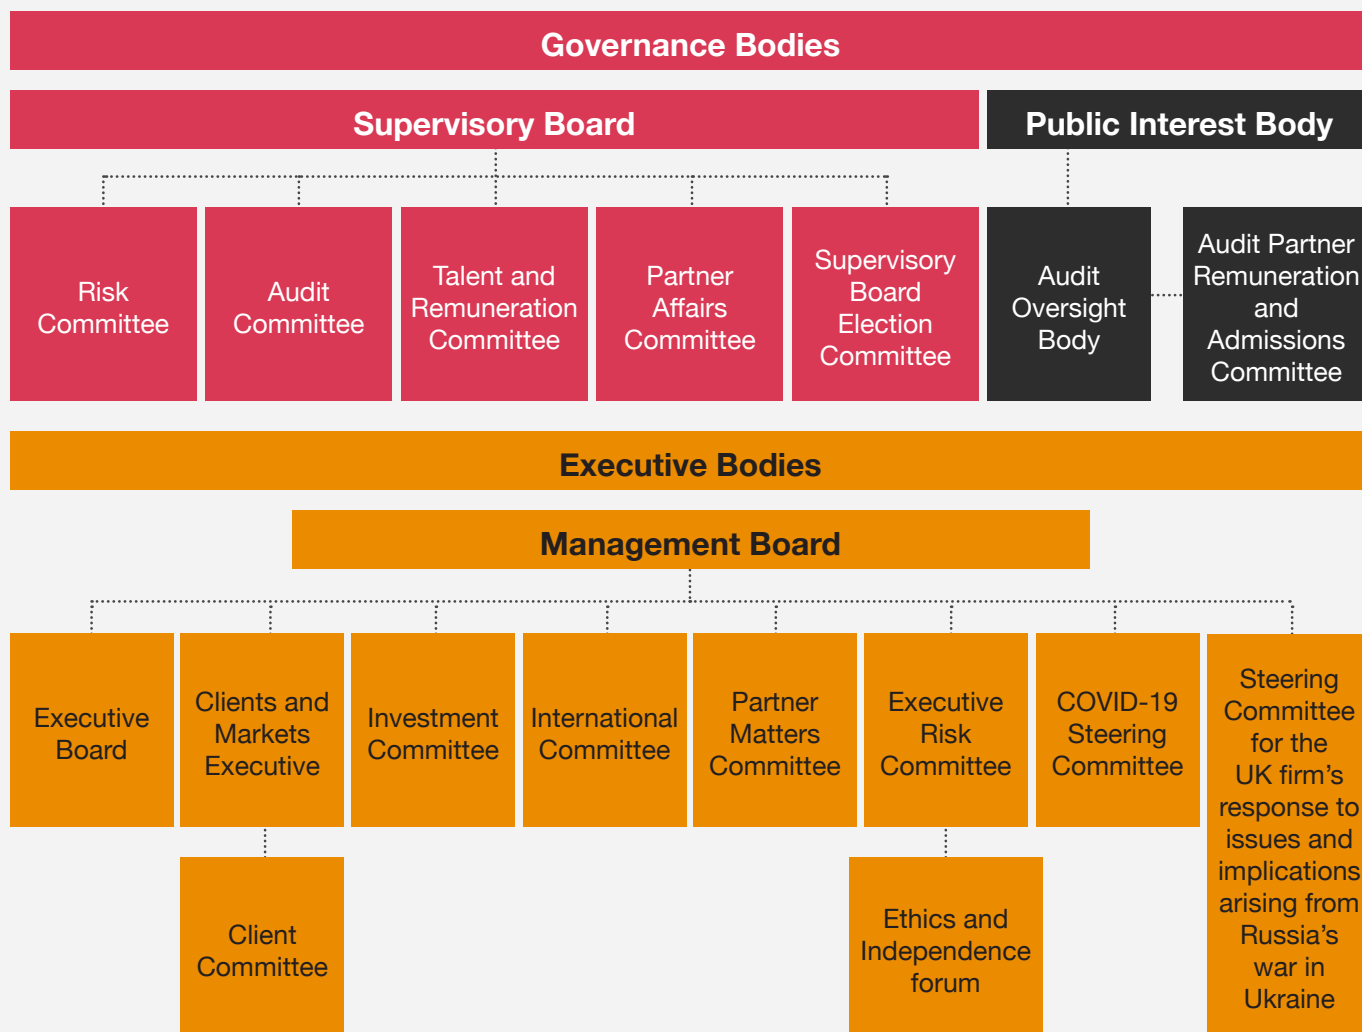 Governance Bodies
Supervisory Board
Public Interest Body
Risk
Committee
Audit
Committee
Talent and
Remuneration
Committee
Partner
Affairs
Committee
Supervisory
Board
Election
Committee
Audit
Oversight
Body
Audit Partner
Remuneration
and
Admissions
Committee
Executive Bodies
Management Board
Executive
Board
Clients and
Markets
Executive
Investment
Committee
International
Committee
Partner
Matters
Committee
Executive
Risk
Committee
COVID-19
Steering
Committee
Steering
Committee
for the
UK firm’s
response to
issues and
implications
arising from
Russia’s
war in
Ukraine
Client
Committee
Ethics and
Independence
forum